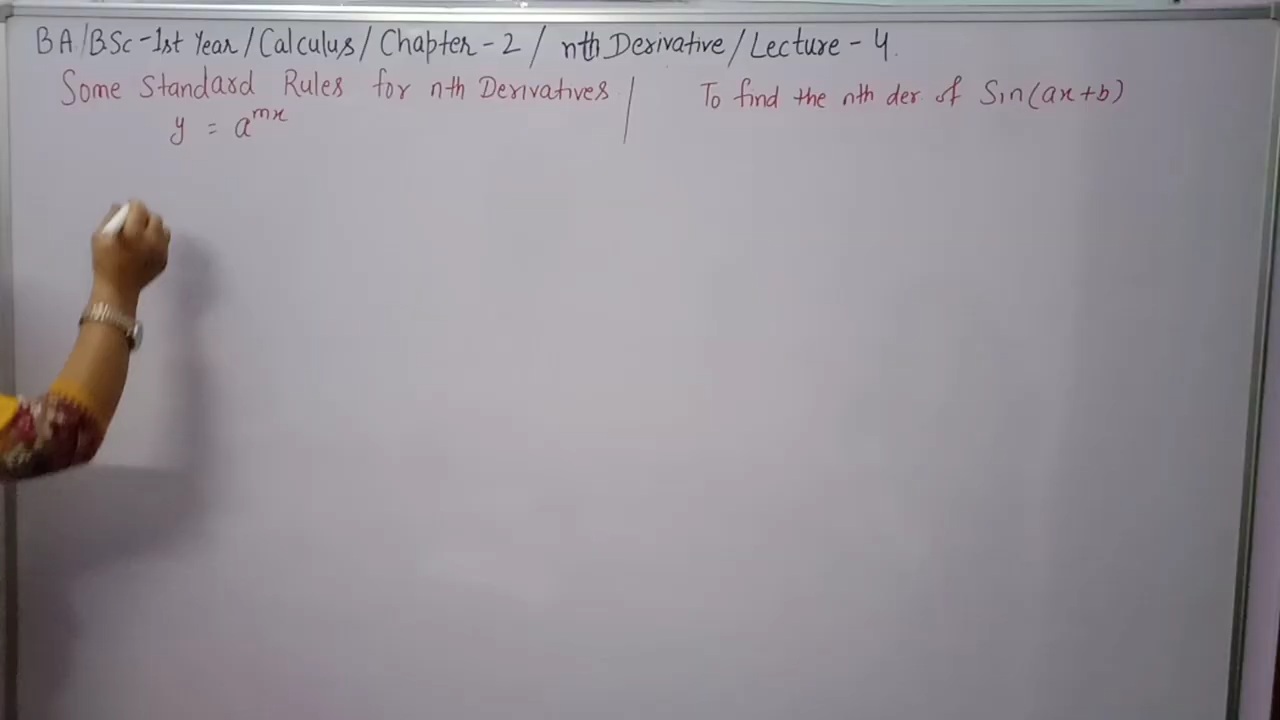 BA/BSc-1st Year/Calculus/Chapter-2/nth Derivative/Lecture-4.
Some Standard Rules for nth Derivatives
y = a^mx
To find the nth der of Sin(ax+b)